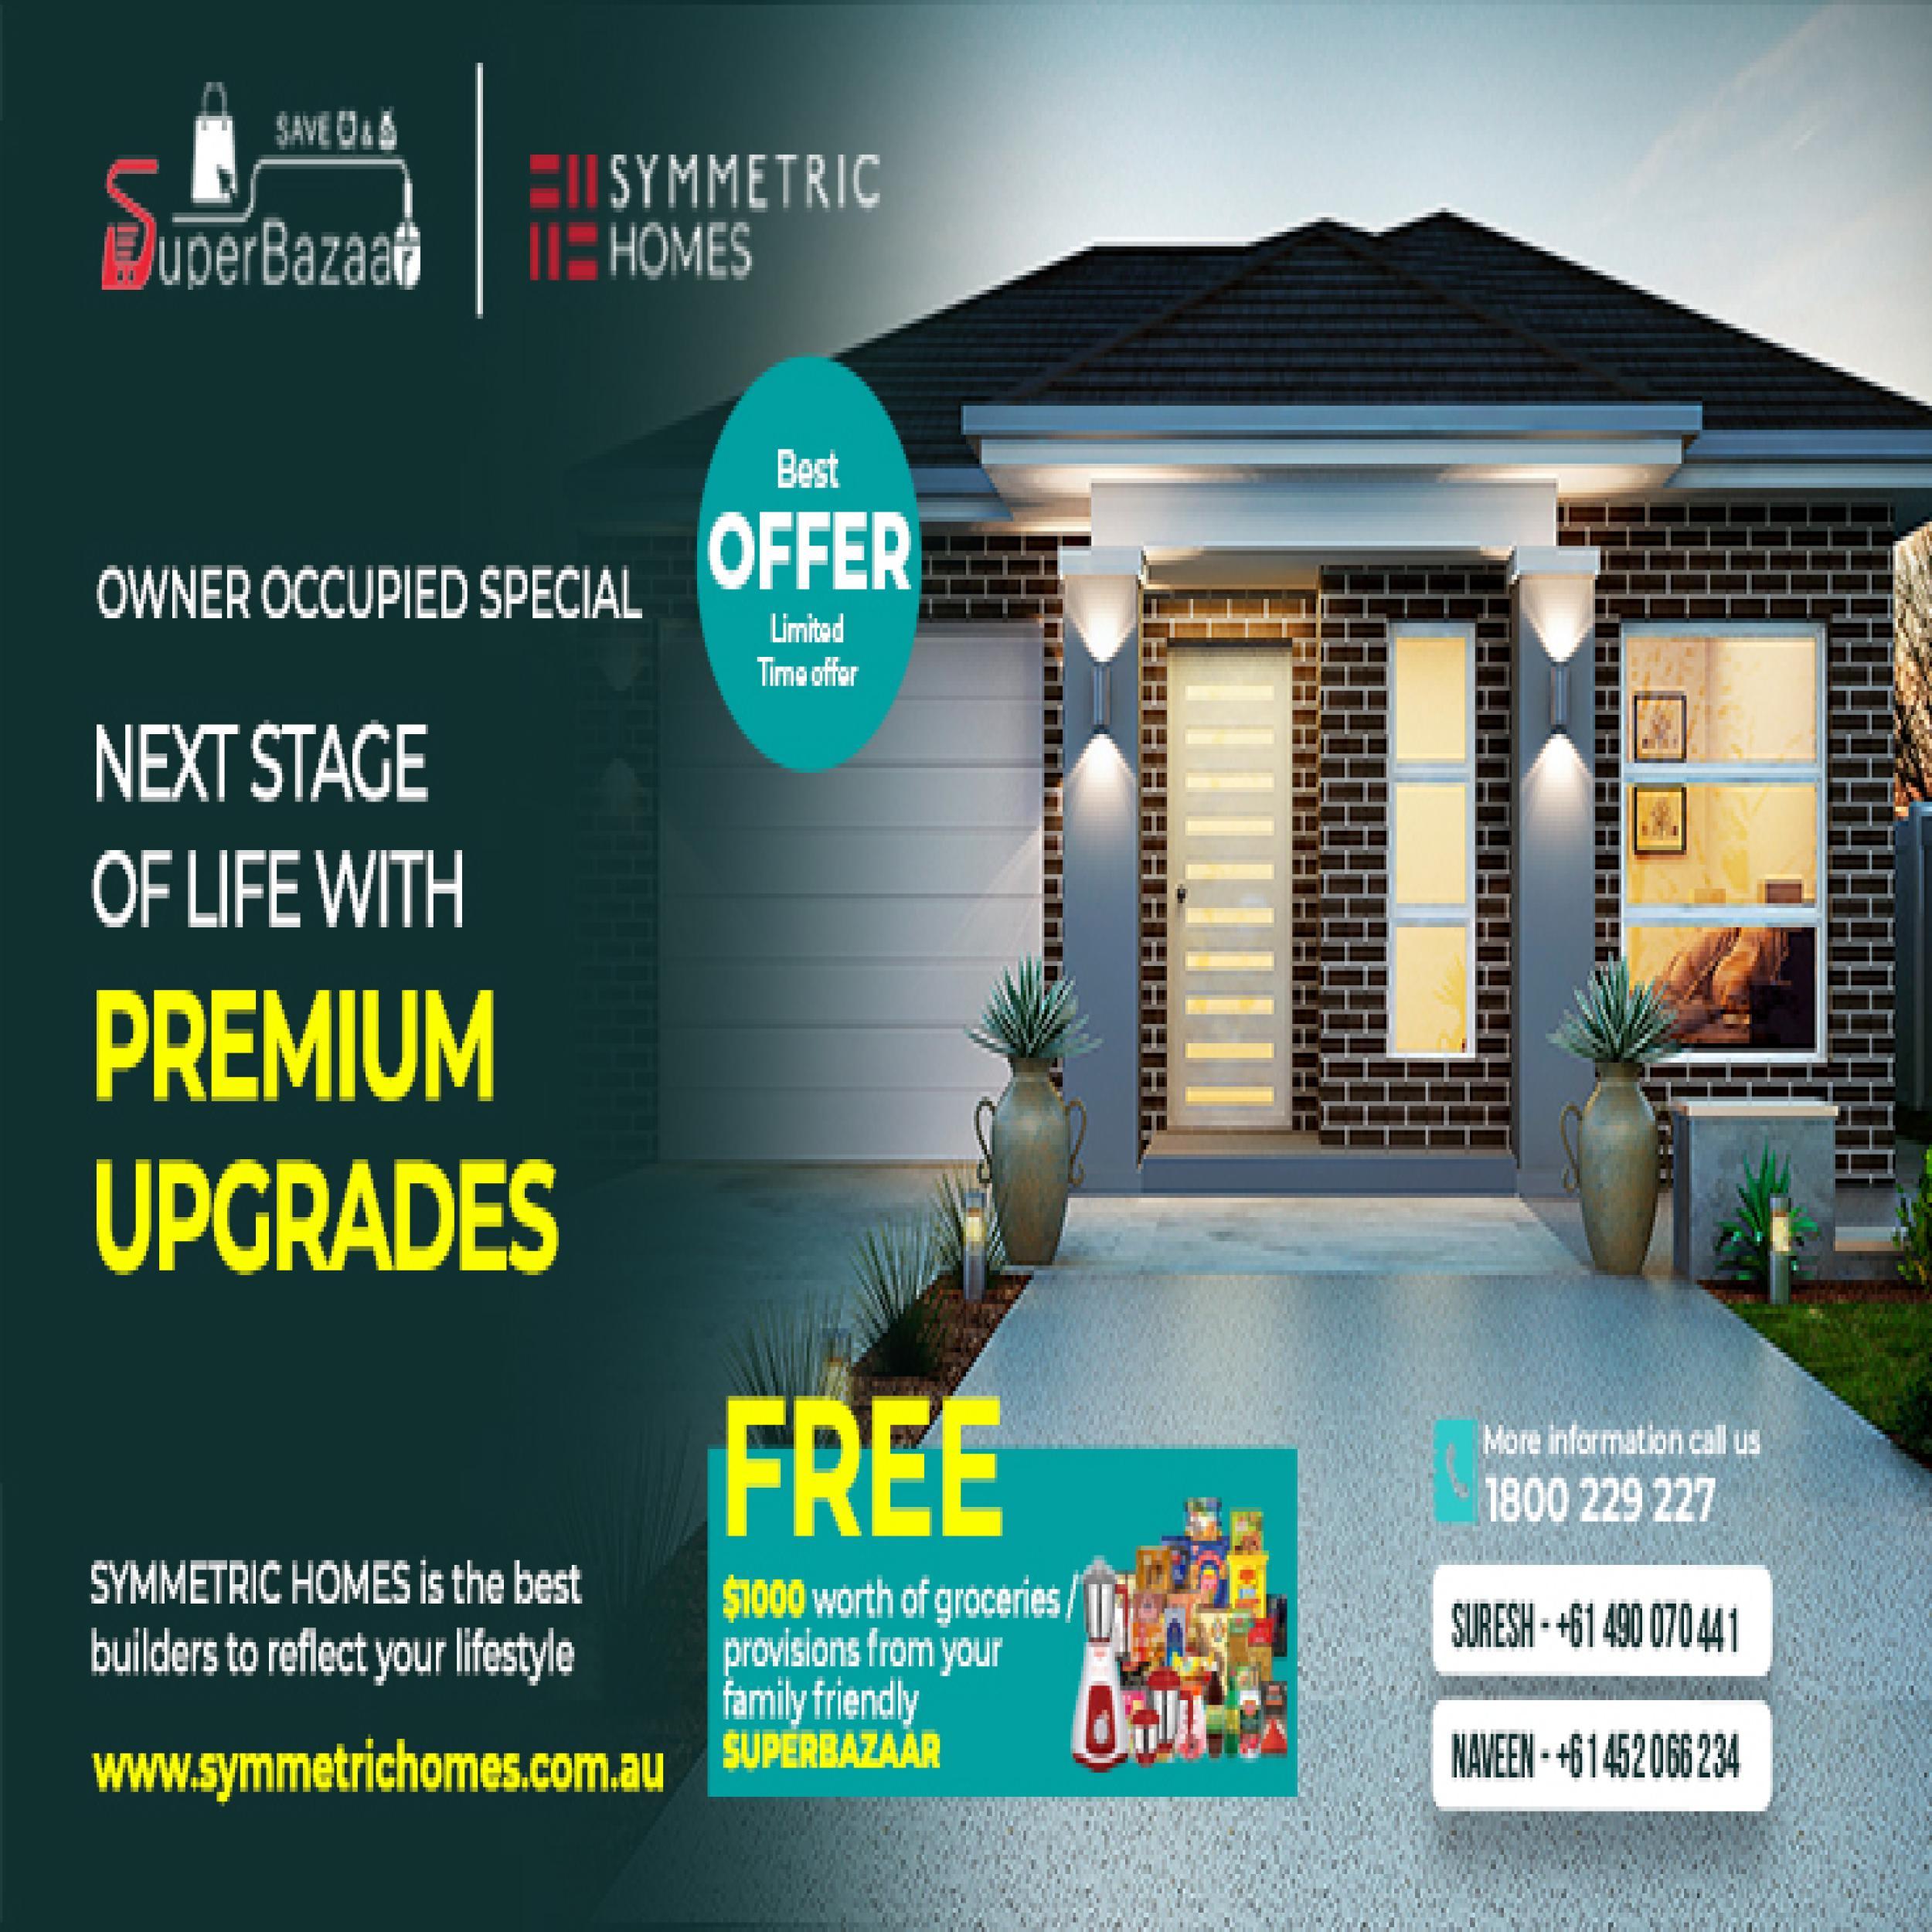 SAVE &
SuperBazaar
SYMMETRIC
HOMES
Best
OFFER
Limited
Time offer
OWNER OCCUPIED SPECIAL
NEXT STAGE
OF LIFE WITH
PREMIUM
UPGRADES
SYMMETRIC HOMES is the best
builders to reflect your lifestyle
www.symmetrichomes.com.au
FREE
$1000 worth of groceries /
provisions from your
family friendly
SUPERBAZAAR
More information call us
1800 229 227
SURESH - +61 490 070 441
NAVEEN - +61 452 066 234